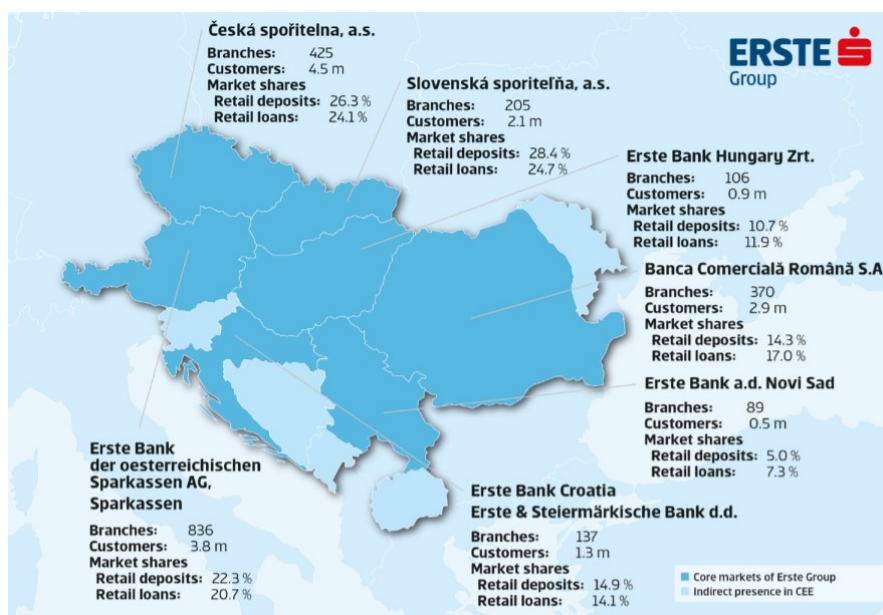 Česká spořitelna, a.s.
Branches: 425
Customers: 4.5 m
Market shares
Retail deposits: 26.3 %
Retail loans: 24.1 %
ERSTE
Group
Slovenská sporiteľňa, a.s.
Branches: 205
Customers: 2.1 m
Market shares
Retail deposits: 28.4 %
Retail loans: 24.7 %
Erste Bank Hungary Zrt.
Branches: 106
Customers: 0.9 m
Market shares
Retail deposits: 10.7 %
Retail loans: 11.9 %
Banca Comercială Română S.A
Branches: 370
Customers: 2.9 m
Market shares
Retail deposits: 14.3 %
Retail loans: 17.0 %
Erste Bank a.d. Novi Sad
Branches: 89
Customers: 0.5 m
Market shares
Retail deposits: 5.0 %
Retail loans: 7.3 %
Erste Bank
der oesterreichischen
Sparkassen AG,
Sparkassen
Branches: 836
Customers: 3.8 m
Market shares
Retail deposits: 22.3 %
Retail loans: 20.7 %
Erste Bank Croatia
Erste & Steiermärkische Bank d.d.
Branches: 137
Customers: 1.3 m
Market shares
Retail deposits: 14.9 %
Retail loans: 14.1 %
Core markets of Erste Group
Indirect presence in CEE